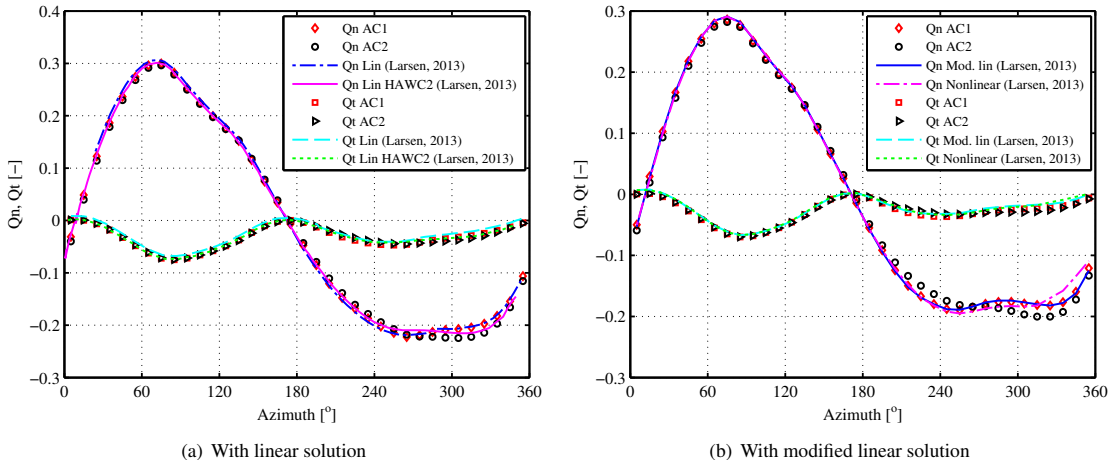 0.4
0.3
0.2
0.1
0
−0.1
−0.2
−0.3
Qn, Qt [−]
0 60 120 180 240 300 360
Azimuth [o]
Qn AC1
Qn AC2
Qn Lin (Larsen, 2013)
Qn Lin HAWC2 (Larsen, 2013)
Qt AC1
Qt AC2
Qt Lin (Larsen, 2013)
Qt Lin HAWC2 (Larsen, 2013)
(a) With linear solution
0.3
0.2
0.1
0
−0.1
−0.2
−0.3
Qn, Qt [−]
0 60 120 180 240 300 360
Azimuth [o]
Qn AC1
Qn AC2
Qn Mod. lin (Larsen, 2013)
Qn Nonlinear (Larsen, 2013)
Qt AC1
Qt AC2
Qt Mod. lin (Larsen, 2013)
Qt Nonlinear (Larsen, 2013)
(b) With modified linear solution